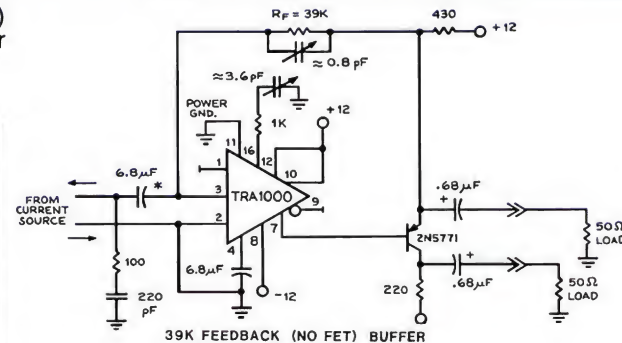 )
r
R_F = 39K
430
+12
≈0.8 pF
≈3.6 pF
POWER
GND.
1K
+12
11
16
12
10
6.8µF
*
1
3
TRA1000
9
FROM
CURRENT
SOURCE
2
4
8
7
.68µF
+
2N5771
50Ω
LOAD
100
6.8µF
-12
+
.68µF
220
50Ω
LOAD
220
pF
39K FEEDBACK (NO FET) BUFFER